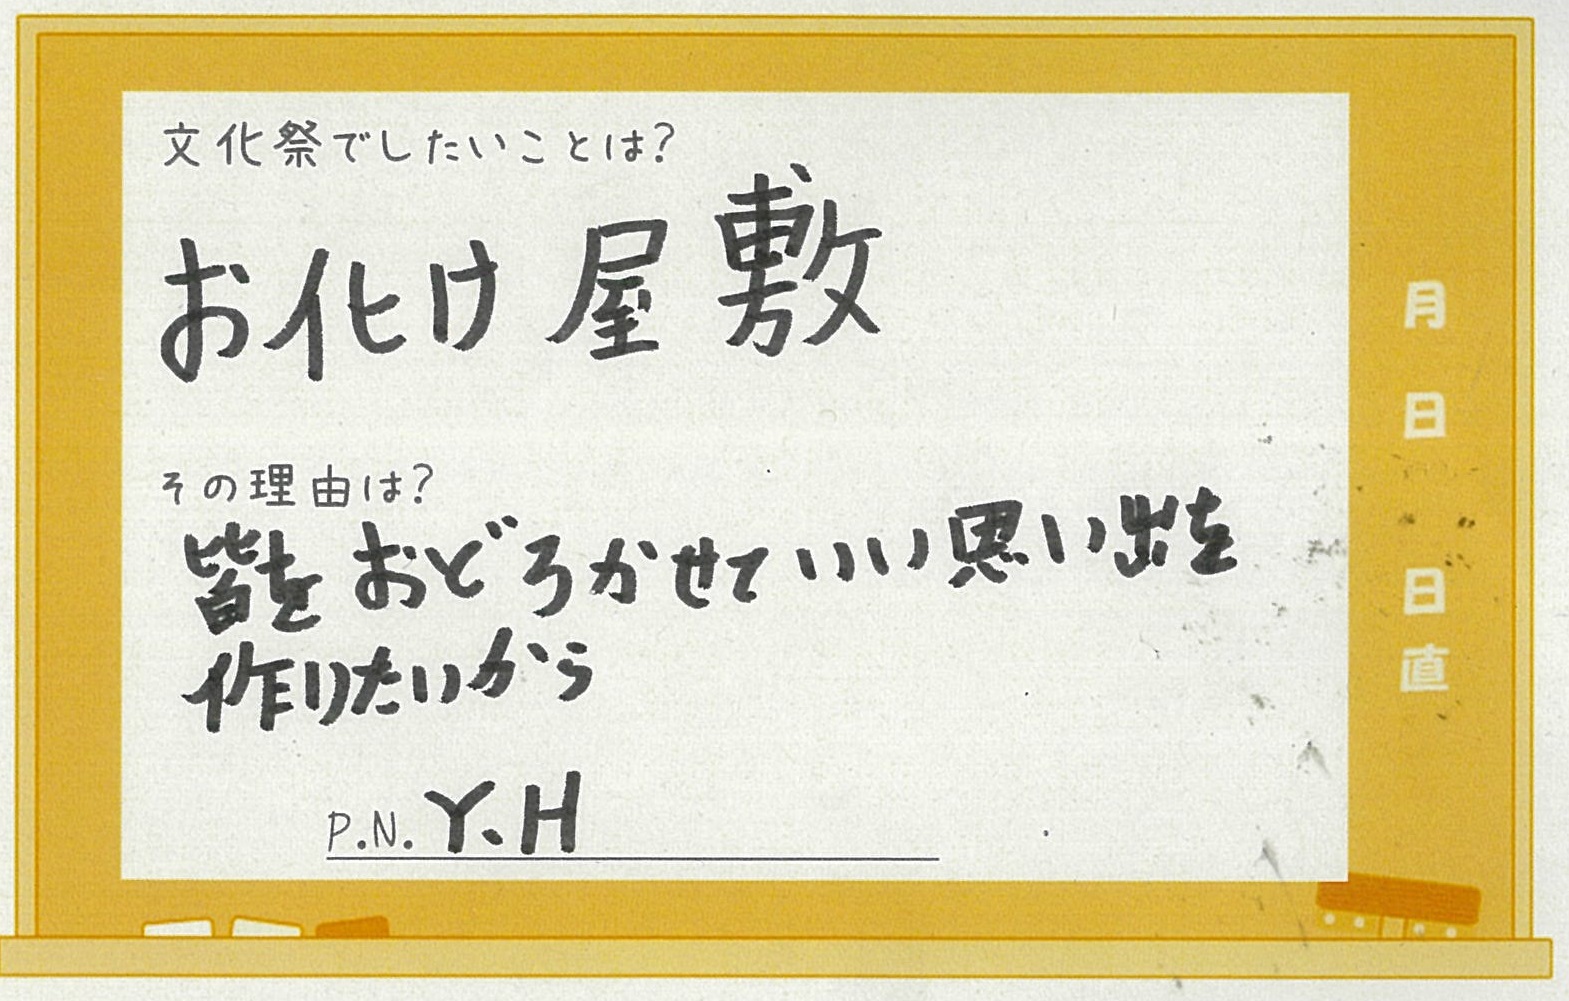 文化祭でしたいことは?
お化け屋敷
その理由は?
皆をおどろかせていい思い出を
作りたいから
P.N. Y.H
月
日
日直